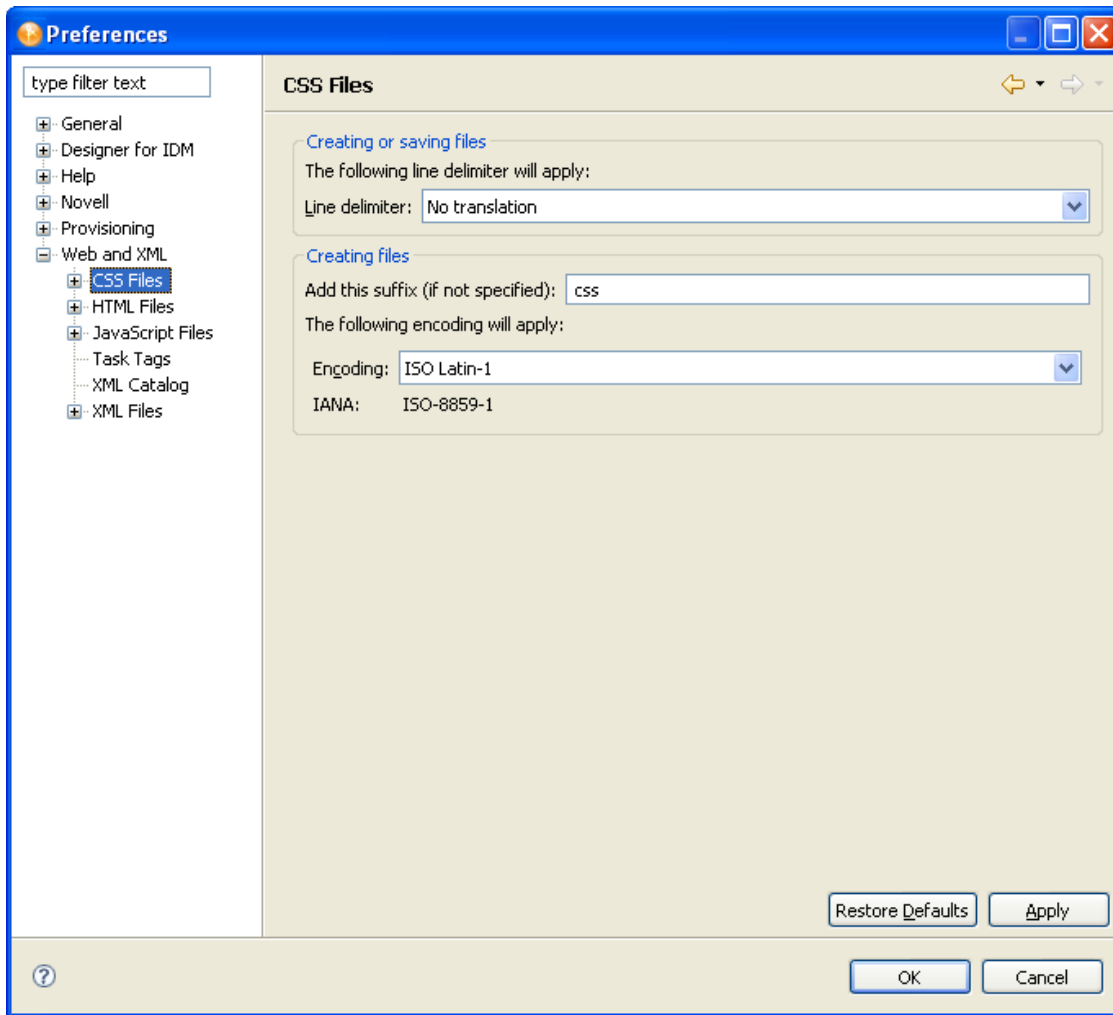 Preferences
type filter text
General
Designer for IDM
Help
Novell
Provisioning
Web and XML
CSS Files
HTML Files
JavaScript Files
Task Tags
XML Catalog
XML Files
CSS Files
Creating or saving files
The following line delimiter will apply:
Line delimiter: No translation
Creating files
Add this suffix (if not specified): css
The following encoding will apply:
Encoding: ISO Latin-1
IANA: ISO-8859-1
Restore Defaults Apply
? OK Cancel